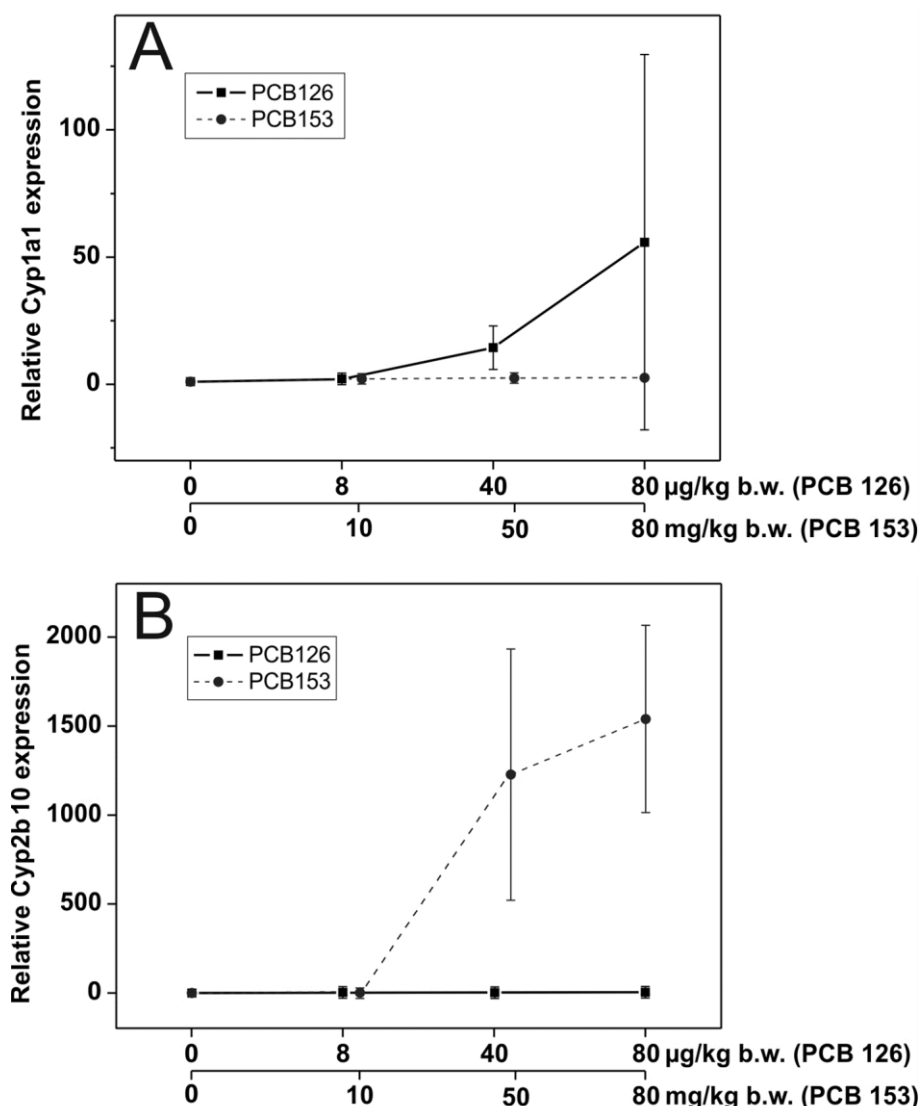 A
PCB126
PCB153
Relative Cyp1a1 expression
100
50
0
0 8 40 80 µg/kg b.w. (PCB 126)
0 10 50 80 mg/kg b.w. (PCB 153)
B
PCB126
PCB153
Relative Cyp2b10 expression
2000
1500
1000
500
0
0 8 40 80 µg/kg b.w. (PCB 126)
0 10 50 80 mg/kg b.w. (PCB 153)